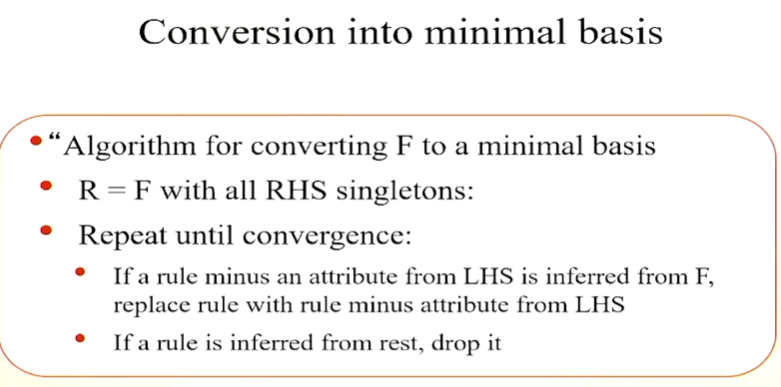 Conversion into minimal basis
• “Algorithm for converting F to a minimal basis
• R = F with all RHS singletons:
• Repeat until convergence:
• If a rule minus an attribute from LHS is inferred from F,
replace rule with rule minus attribute from LHS
• If a rule is inferred from rest, drop it